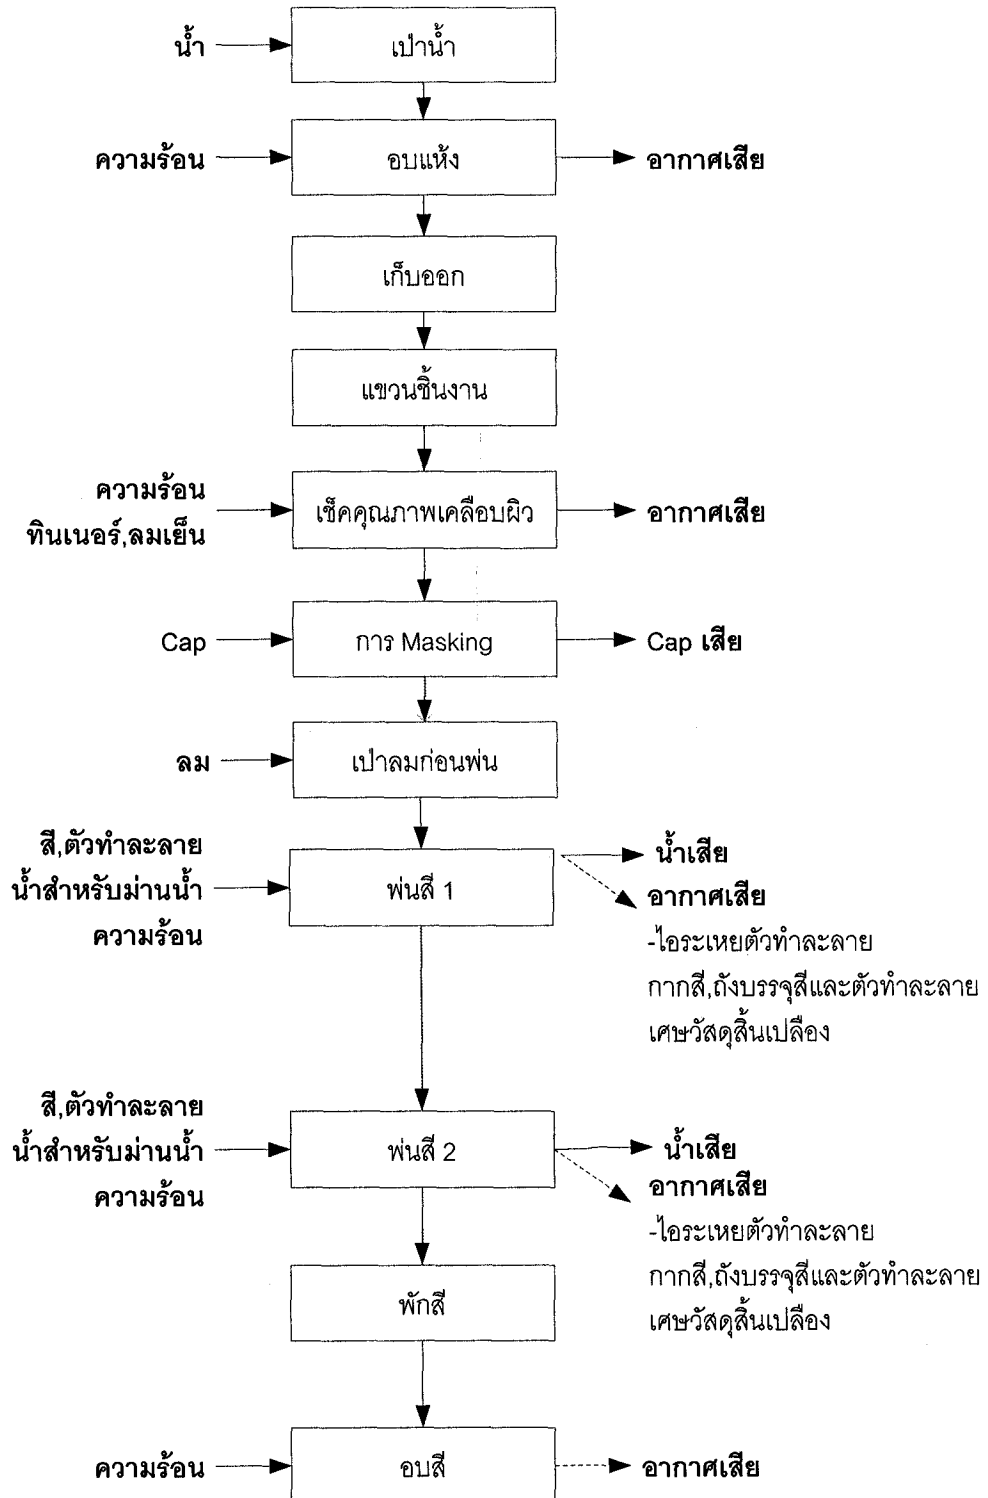 น้ำ
เป่าน้ำ
ความร้อน
อบแห้ง
อากาศเสีย
เก็บออก
แขวนชิ้นงาน
ความร้อน
ทินเนอร์,ลมเย็น
เช็คคุณภาพเคลือบผิว
อากาศเสีย
Cap
การ Masking
Cap เสีย
ลม
เป่าลมก่อนพ่น
สี,ตัวทำละลาย
น้ำสำหรับม่านน้ำ
ความร้อน
พ่นสี 1
น้ำเสีย
อากาศเสีย
-ไอระเหยตัวทำละลาย
กากสี,ถังบรรจุสีและตัวทำละลาย
เศษวัสดุสิ้นเปลือง
สี,ตัวทำละลาย
น้ำสำหรับม่านน้ำ
ความร้อน
พ่นสี 2
น้ำเสีย
อากาศเสีย
-ไอระเหยตัวทำละลาย
กากสี,ถังบรรจุสีและตัวทำละลาย
เศษวัสดุสิ้นเปลือง
พักสี
ความร้อน
อบสี
อากาศเสีย